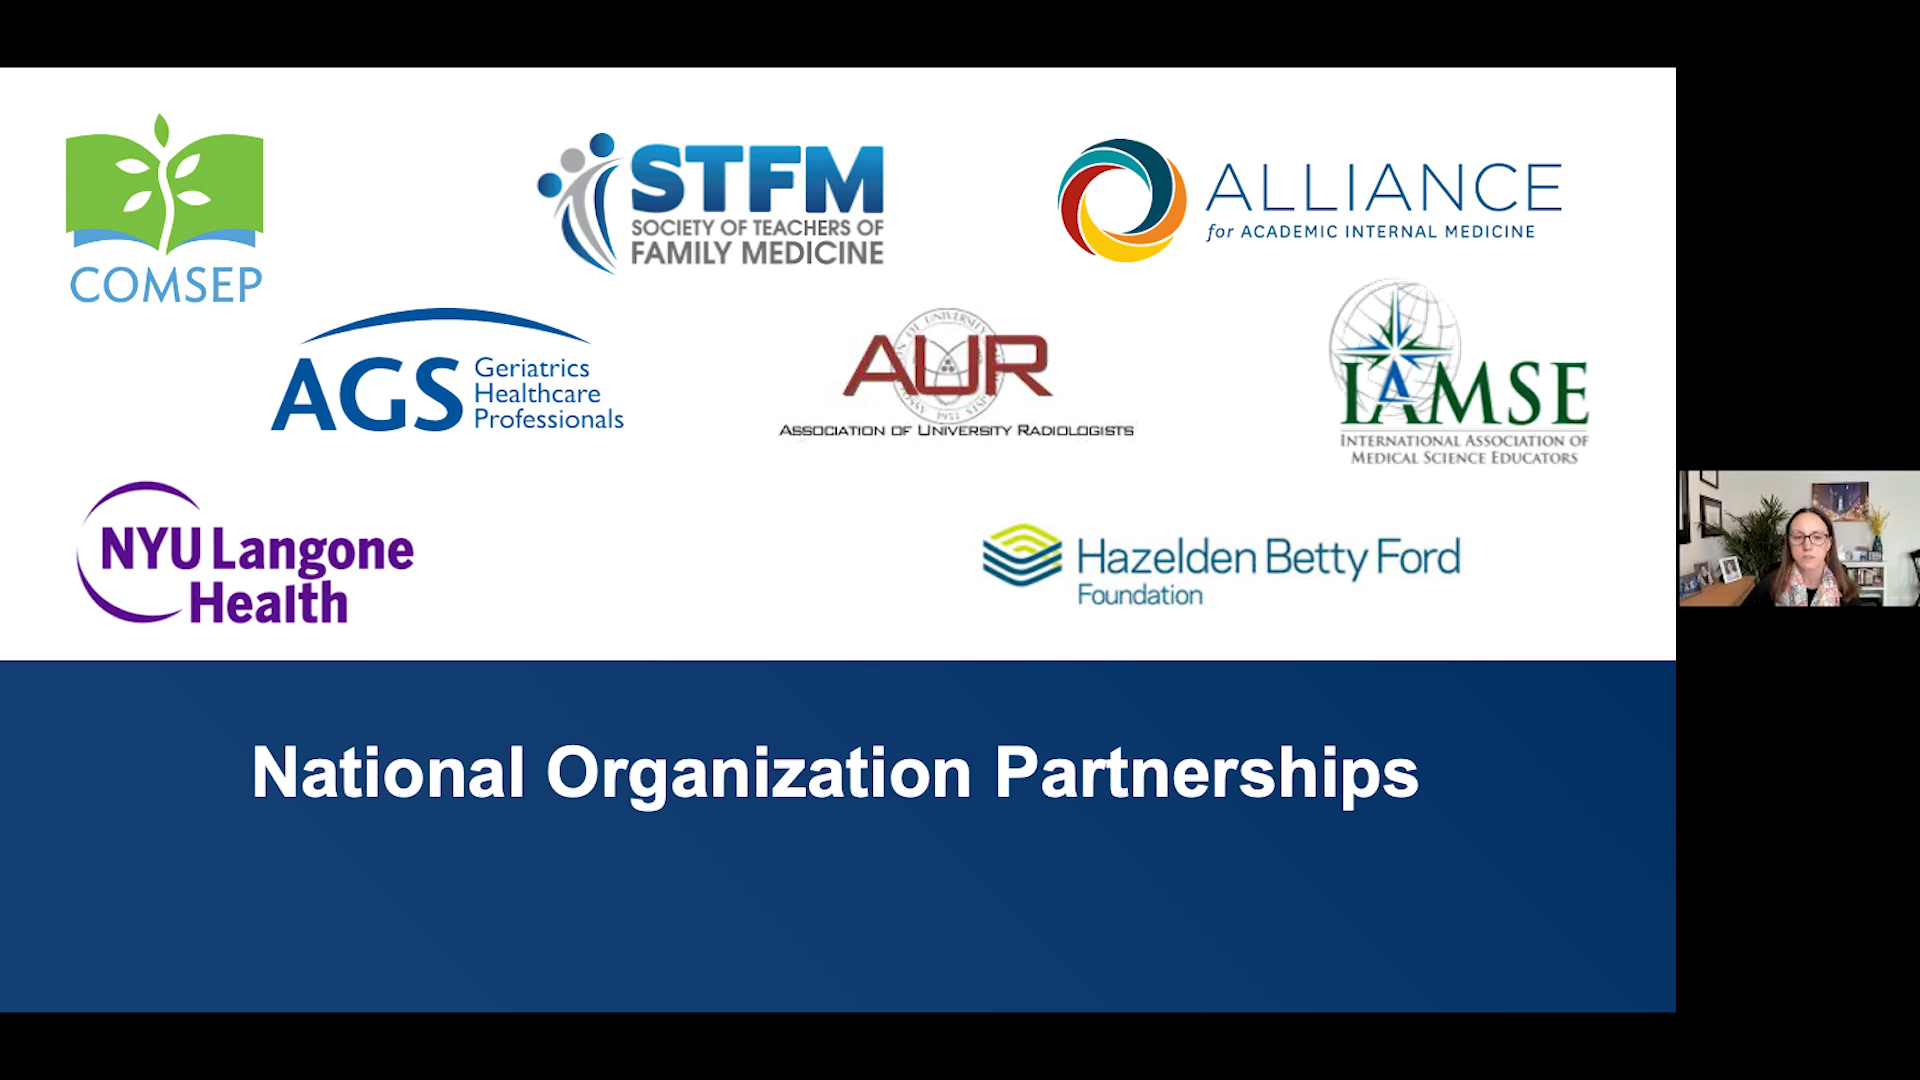 COMSEP
STFM
SOCIETY OF TEACHERS OF
FAMILY MEDICINE
ALLIANCE
for ACADEMIC INTERNAL MEDICINE
AGS
Geriatrics
Healthcare
Professionals
AUR
ASSOCIATION OF UNIVERSITY RADIOLOGISTS
IAMSE
INTERNATIONAL ASSOCIATION OF
MEDICAL SCIENCE EDUCATORS
NYU Langone
Health
Hazelden Betty Ford
Foundation
National Organization Partnerships